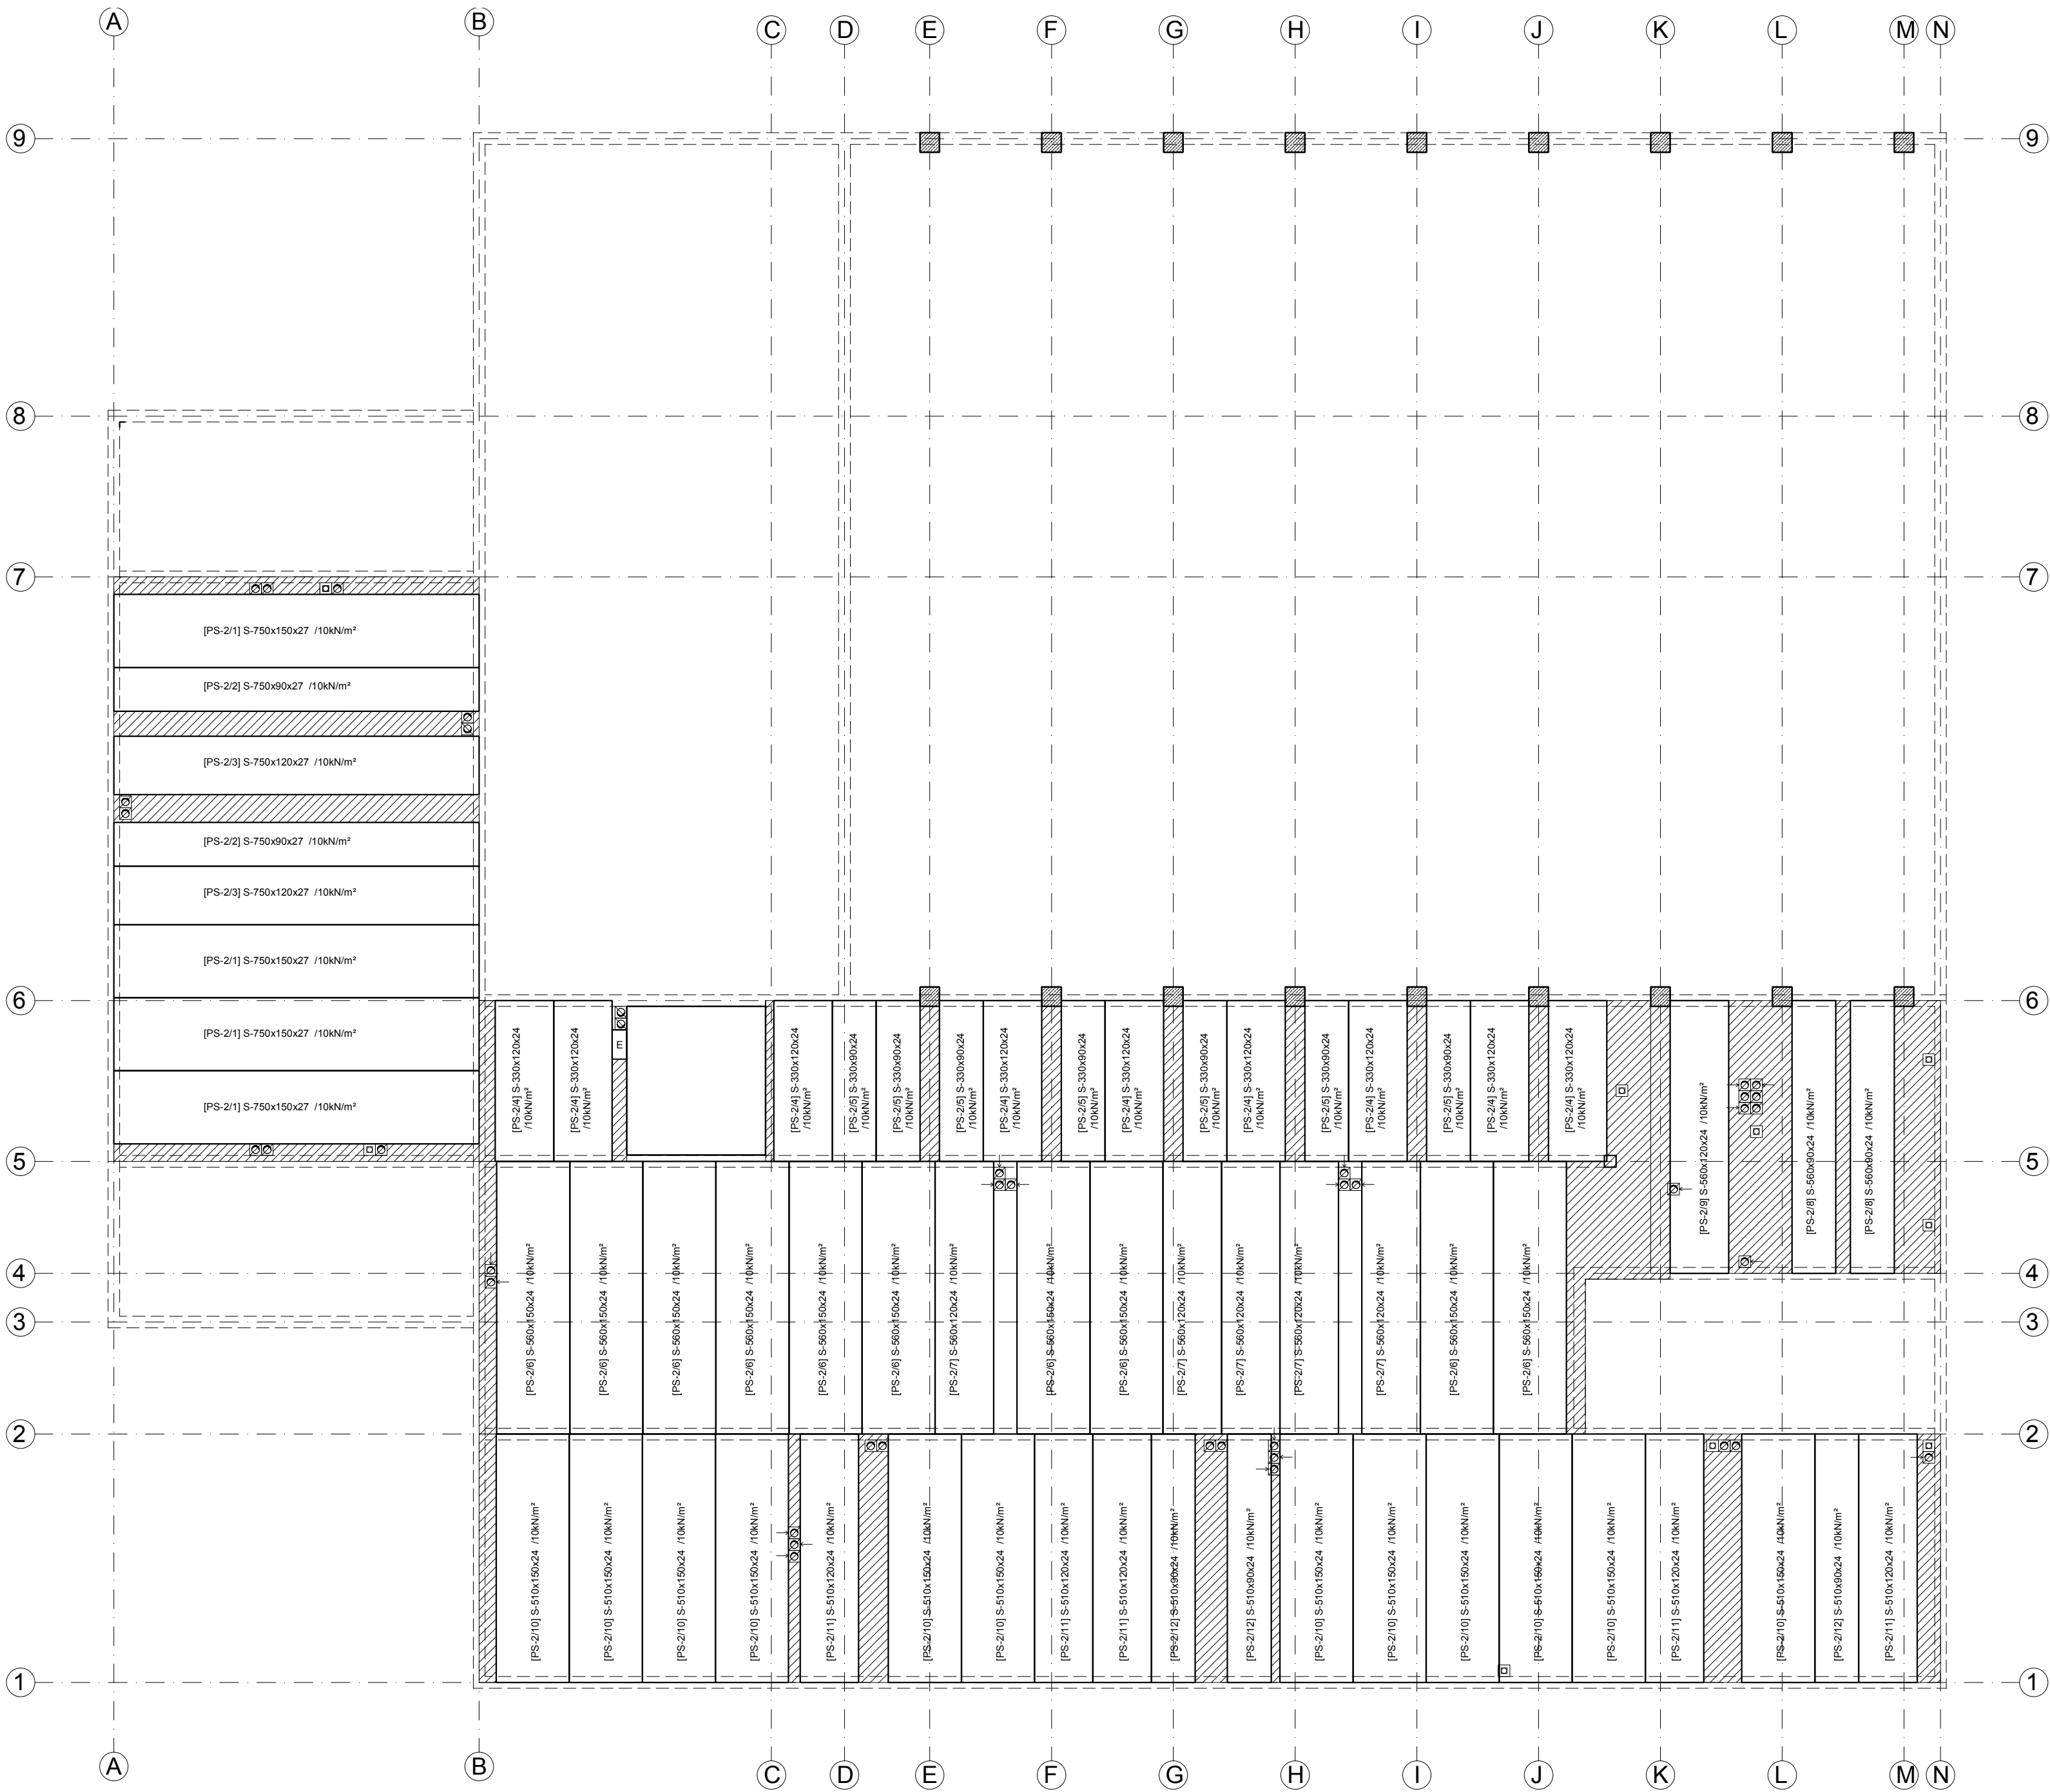 A
B
C
D
E
F
G
H
I
J
K
L
M
N
9
9
8
8
7
7
[PS-2/1] S-750x150x27 /10kN/m²
[PS-2/2] S-750x90x27 /10kN/m²
[PS-2/3] S-750x120x27 /10kN/m²
[PS-2/2] S-750x90x27 /10kN/m²
[PS-2/3] S-750x120x27 /10kN/m²
[PS-2/1] S-750x150x27 /10kN/m²
[PS-2/1] S-750x150x27 /10kN/m²
[PS-2/1] S-750x150x27 /10kN/m²
6
6
[PS-2/4] S-330x120x24
/10kN/m²
[PS-2/4] S-330x120x24
/10kN/m²
E
[PS-2/4] S-330x120x24
/10kN/m²
[PS-2/5] S-330x90x24
/10kN/m²
[PS-2/5] S-330x90x24
/10kN/m²
[PS-2/5] S-330x90x24
/10kN/m²
[PS-2/4] S-330x120x24
/10kN/m²
[PS-2/5] S-330x90x24
/10kN/m²
[PS-2/4] S-330x120x24
/10kN/m²
[PS-2/5] S-330x90x24
/10kN/m²
[PS-2/4] S-330x120x24
/10kN/m²
[PS-2/5] S-330x90x24
/10kN/m²
[PS-2/4] S-330x120x24
/10kN/m²
[PS-2/5] S-330x90x24
/10kN/m²
[PS-2/4] S-330x120x24
/10kN/m²
[PS-2/4] S-330x120x24
/10kN/m²
[PS-2/9] S-560x120x24 /10kN/m²
[PS-2/8] S-560x90x24 /10kN/m²
[PS-2/8] S-560x90x24 /10kN/m²
5
5
[PS-2/6] S-560x150x24 /10kN/m²
[PS-2/6] S-560x150x24 /10kN/m²
[PS-2/6] S-560x150x24 /10kN/m²
[PS-2/6] S-560x150x24 /10kN/m²
[PS-2/6] S-560x150x24 /10kN/m²
[PS-2/6] S-560x150x24 /10kN/m²
[PS-2/7] S-560x120x24 /10kN/m²
[PS-2/6] S-560x150x24 /10kN/m²
[PS-2/6] S-560x150x24 /10kN/m²
[PS-2/7] S-560x120x24 /10kN/m²
[PS-2/7] S-560x120x24 /10kN/m²
[PS-2/7] S-560x120x24 /10kN/m²
[PS-2/7] S-560x120x24 /10kN/m²
[PS-2/6] S-560x150x24 /10kN/m²
[PS-2/6] S-560x150x24 /10kN/m²
4
4
3
3
2
2
[PS-2/10] S-510x150x24 /10kN/m²
[PS-2/10] S-510x150x24 /10kN/m²
[PS-2/10] S-510x150x24 /10kN/m²
[PS-2/10] S-510x150x24 /10kN/m²
[PS-2/11] S-510x120x24 /10kN/m²
[PS-2/10] S-510x150x24 /10kN/m²
[PS-2/10] S-510x150x24 /10kN/m²
[PS-2/11] S-510x120x24 /10kN/m²
[PS-2/11] S-510x120x24 /10kN/m²
[PS-2/12] S-510x90x24 /10kN/m²
[PS-2/12] S-510x90x24 /10kN/m²
[PS-2/10] S-510x150x24 /10kN/m²
[PS-2/10] S-510x150x24 /10kN/m²
[PS-2/10] S-510x150x24 /10kN/m²
[PS-2/10] S-510x150x24 /10kN/m²
[PS-2/10] S-510x150x24 /10kN/m²
[PS-2/11] S-510x120x24 /10kN/m²
[PS-2/10] S-510x150x24 /10kN/m²
[PS-2/12] S-510x90x24 /10kN/m²
[PS-2/11] S-510x120x24 /10kN/m²
1
1
A
B
C
D
E
F
G
H
I
J
K
L
M
N